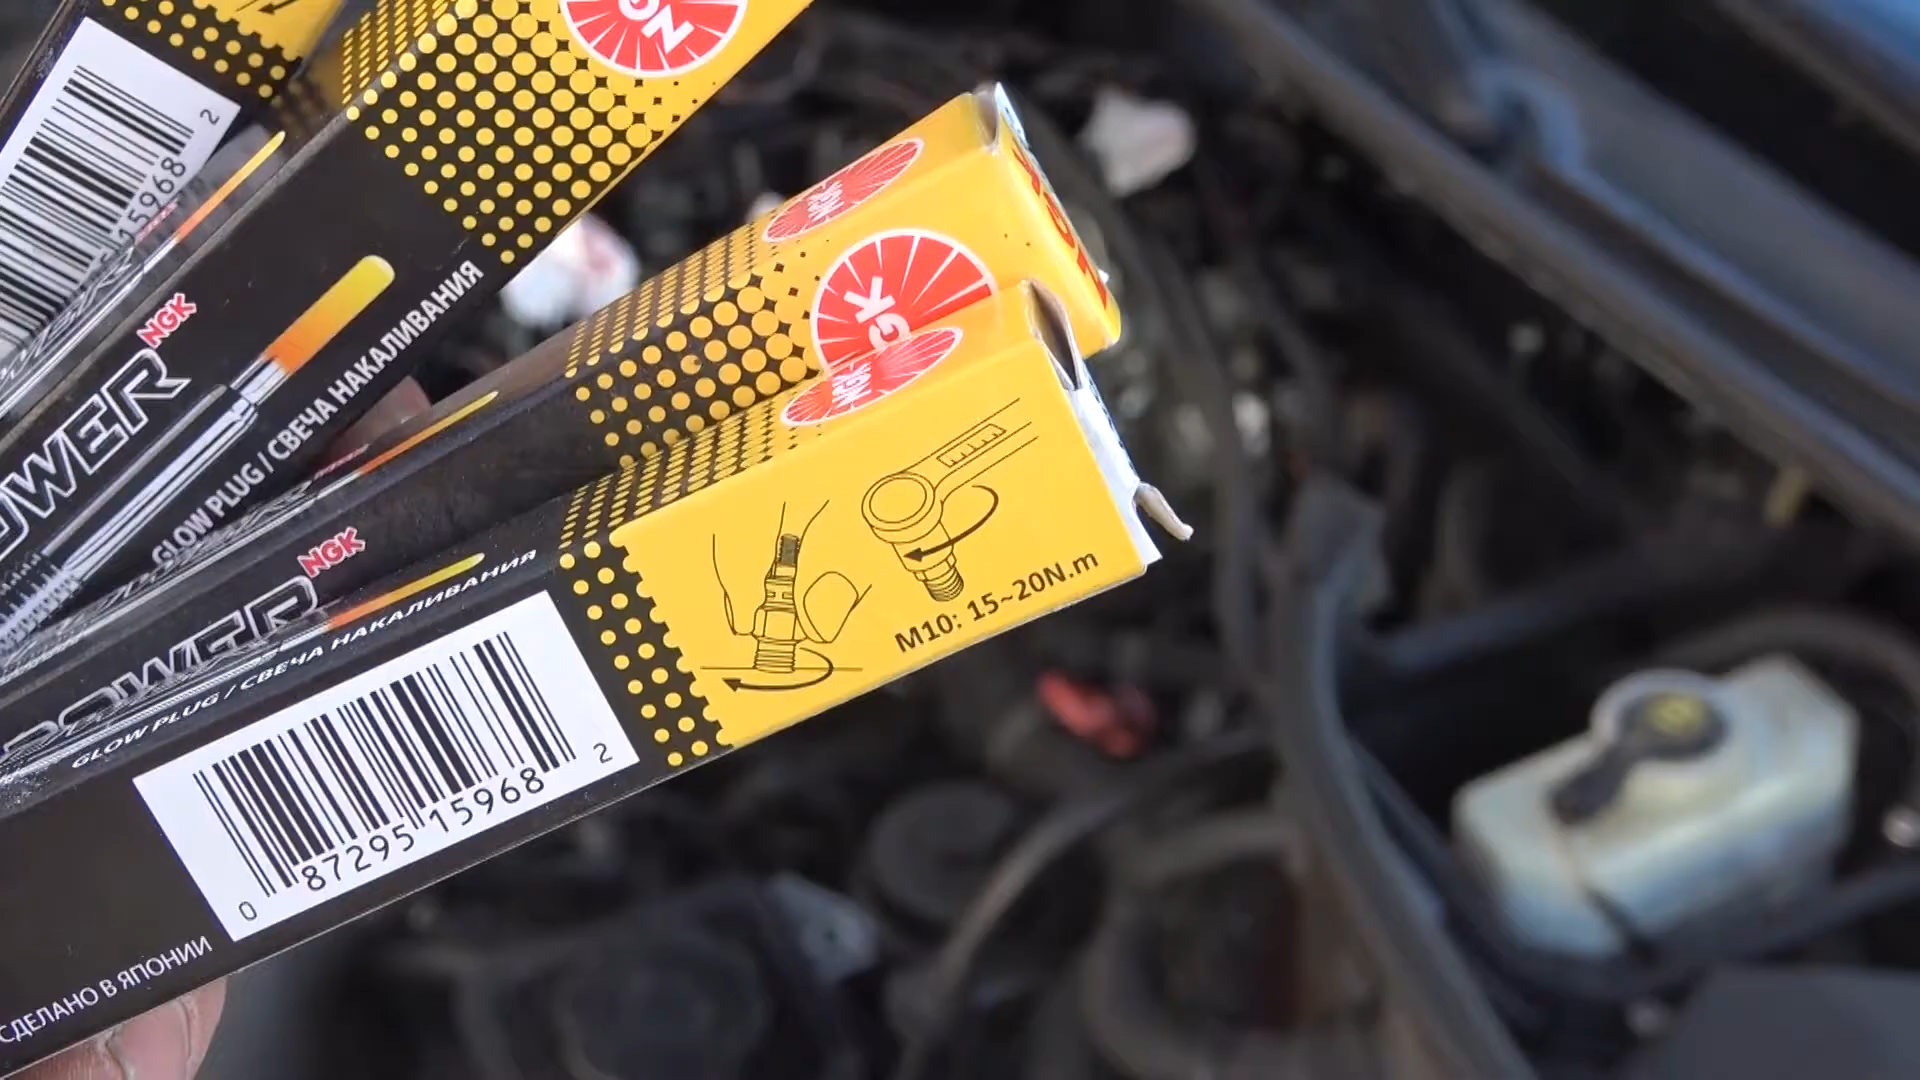 2
15968
NGK
NGK
POWER
GLOW PLUG / СВЕЧА НАКАЛИВАНИЯ
NGK
NGK
NGK
NGK
POWER
GLOW PLUG / СВЕЧА НАКАЛИВАНИЯ
M10: 15~20N.m
0 87295 15968 2
СДЕЛАНО В ЯПОНИИ